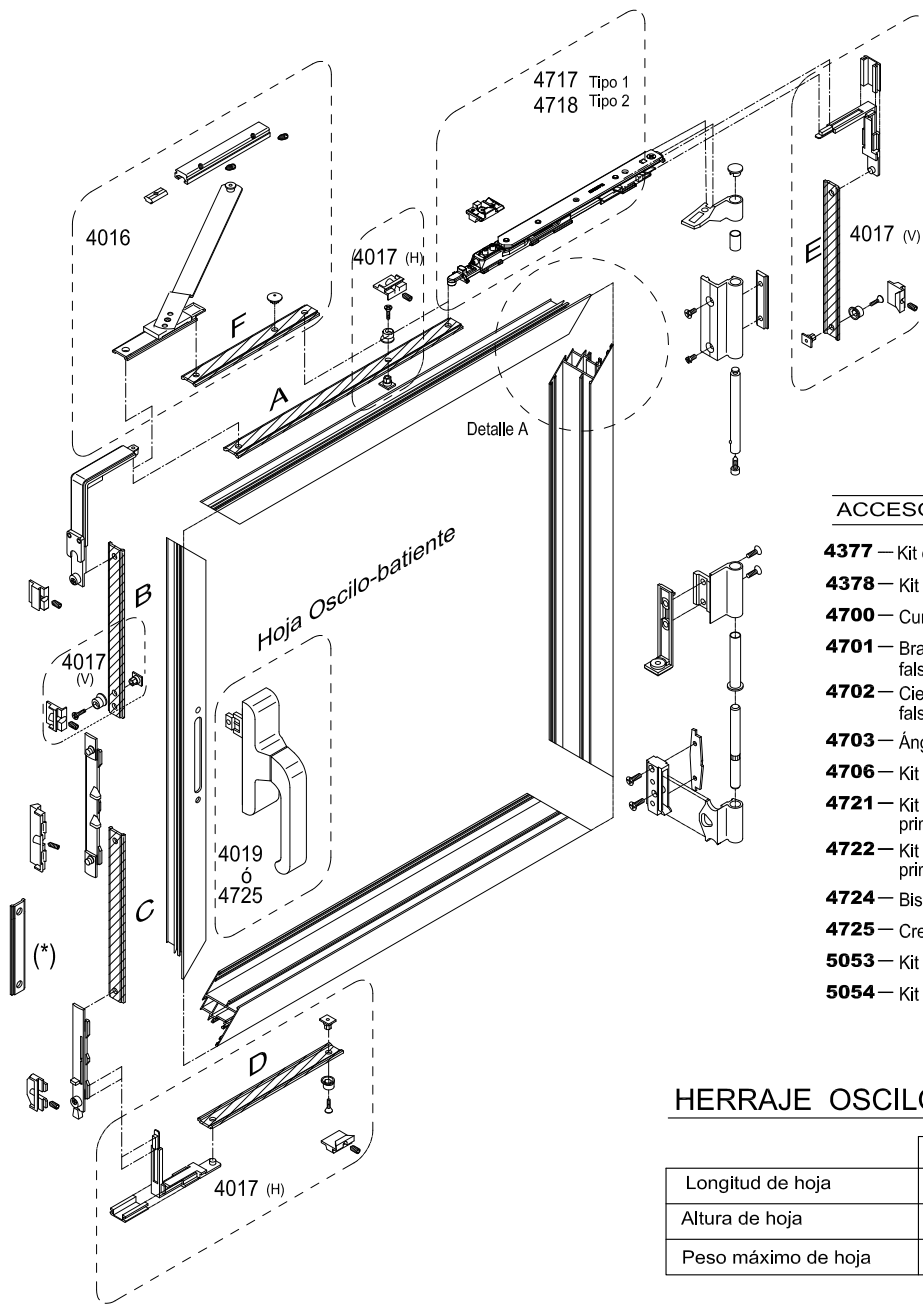 4717 Tipo 1
4718 Tipo 2
4016
4017 (H)
4017 (V)
E
F
A
Detalle A
B
Hoja Oscilo-batiente
4017
(V)
4019
ó
4725
C
(*)
D
4017 (H)
ACCESO
4377 — Kit
4378 — Kit
4700 —
4701 — Bra
fals
4702 — Cie
fals
4703 — Áng
4706 — Kit
4721 — Kit
prin
4722 — Kit
prin
4724 — Bis
4725 — Cre
5053 — Kit
5054 — Kit
HERRAJE OSCILO
Longitud de hoja
Altura de hoja
Peso máximo de hoja